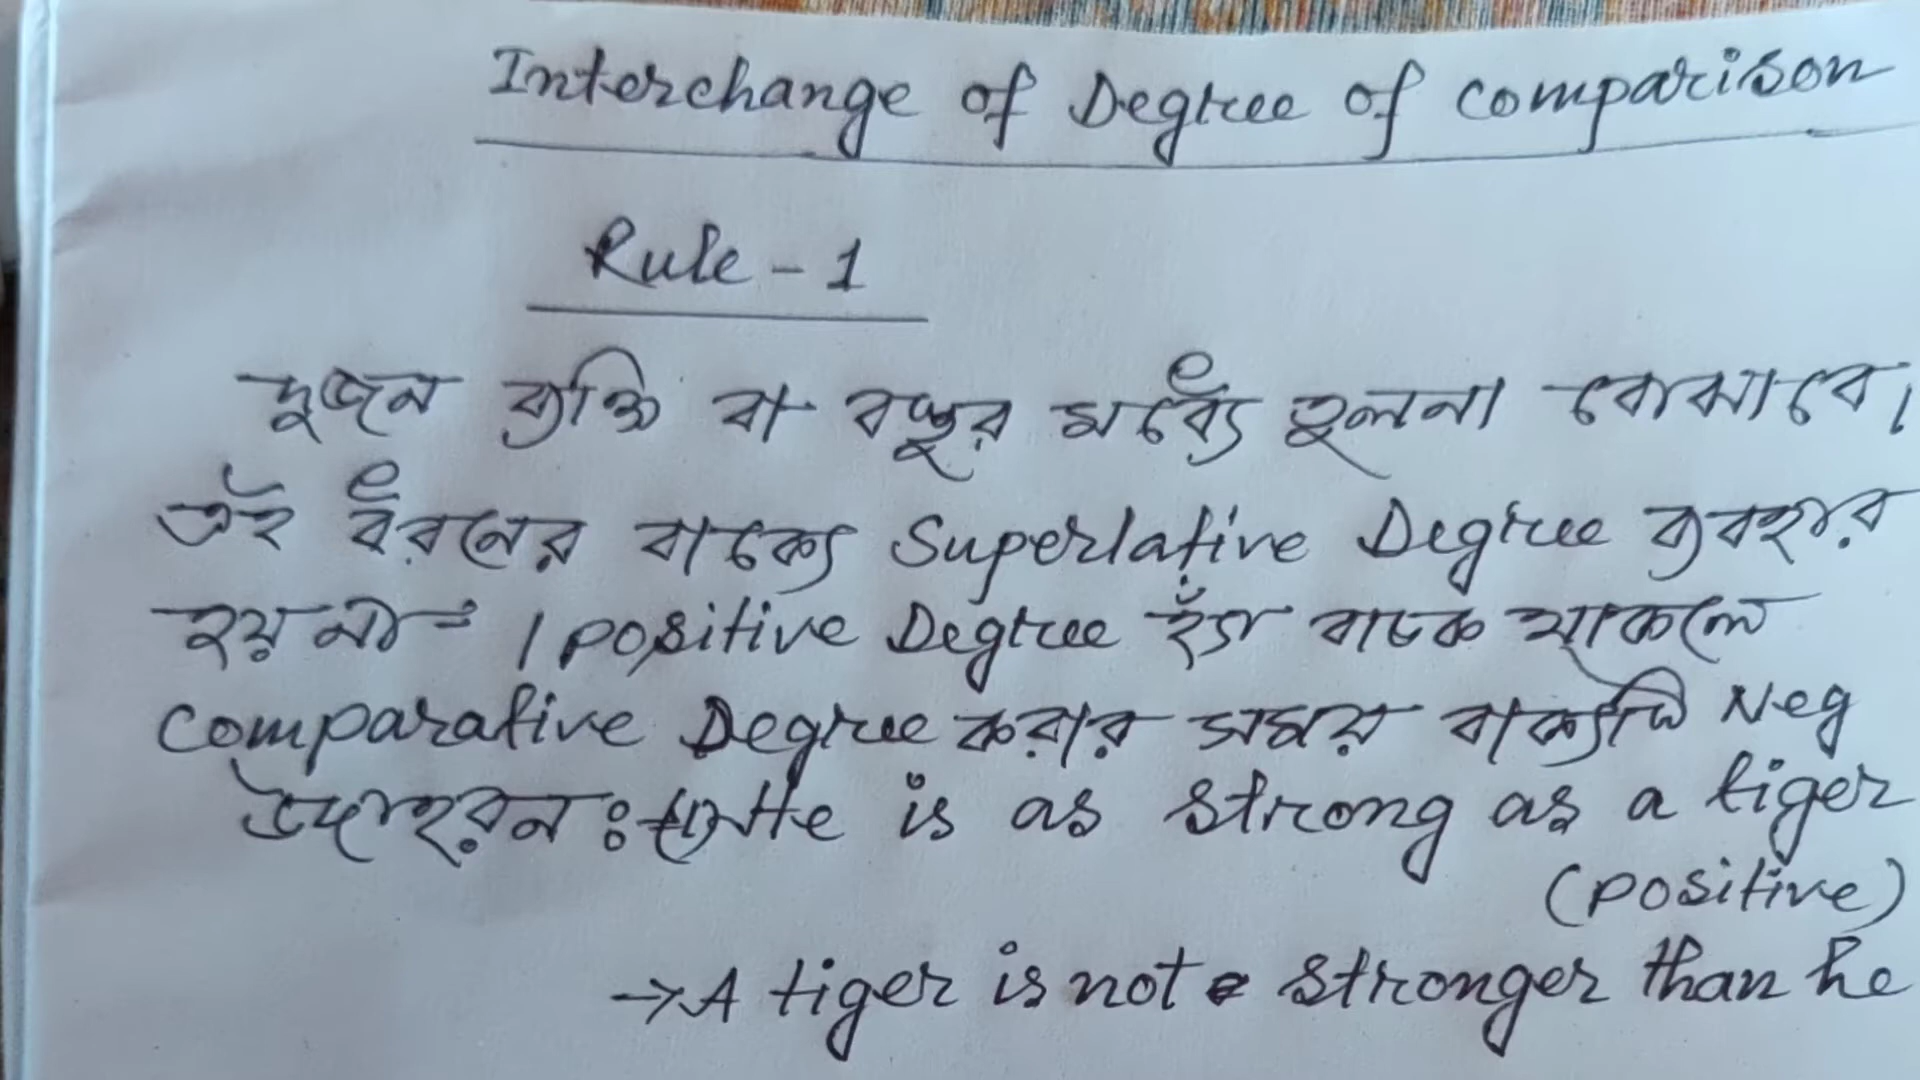 Interchange of Degree of comparison
Rule - 1
দুজন ব্যক্তি বা বস্তুর মধ্যে তুলনা বোঝাবে।
এই ধরনের বাক্যে Superlative Degree ব্যবহার
হয় না । positive Degree হাঁ বাচক থাকলে
comparative Degree করার সময় বাক্যটি Neg
উদাহরন : (1) He is as strong as a tiger
(positive)
→ A tiger is not stronger than he